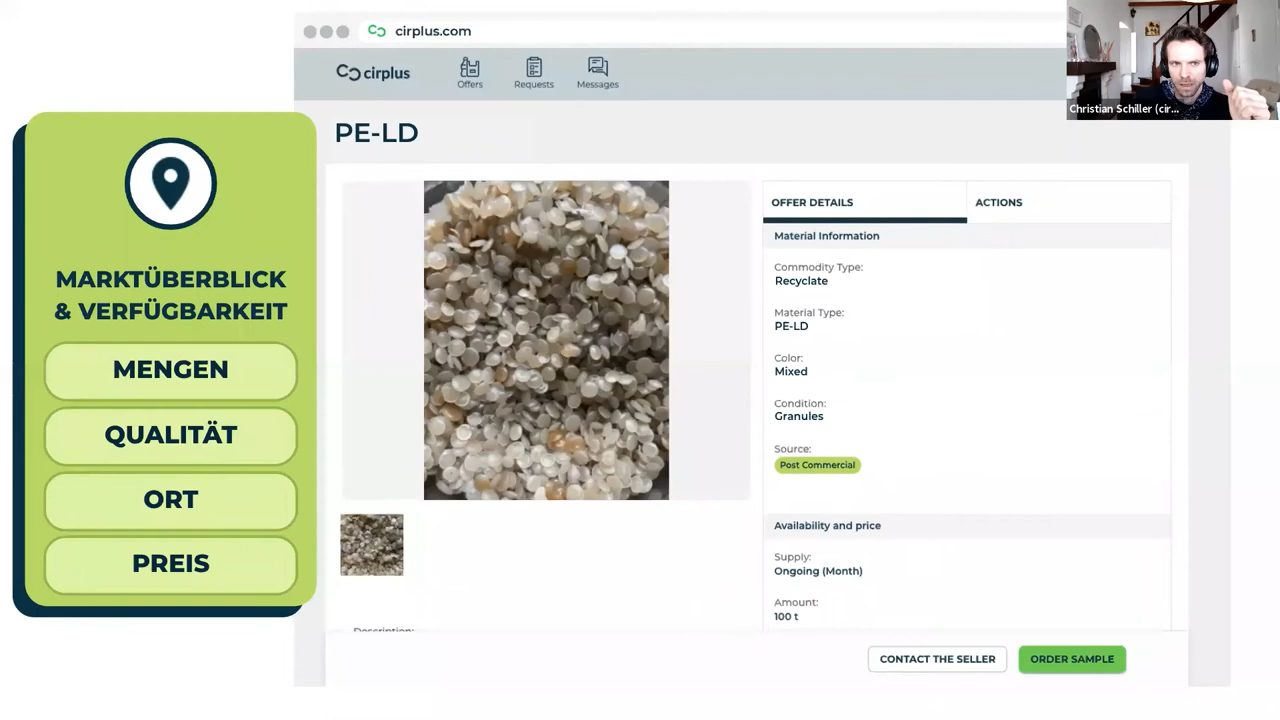 cirplus.com
cirplus
Offers
Requests
Messages
Christian Schiller (cir...
PE-LD
MARKTÜBERBLICK
& VERFÜGBARKEIT
MENGEN
QUALITÄT
ORT
PREIS
OFFER DETAILS
ACTIONS
Material Information
Commodity Type:
Recyclate
Material Type:
PE-LD
Color:
Mixed
Condition:
Granules
Source:
Post Commercial
Availability and price
Supply:
Ongoing (Month)
Amount:
100 t
Description:
CONTACT THE SELLER
ORDER SAMPLE